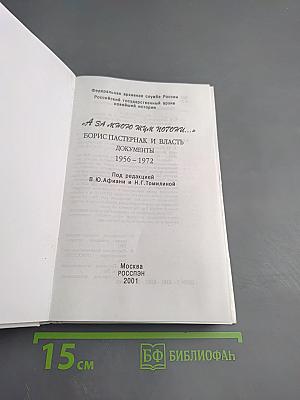 Федеральная архивная служба России
Российский государственный архив
новейшей истории
«А ЗА МНОЮ ШУМ ПОГОНИ...»
БОРИС ПАСТЕРНАК И ВЛАСТЬ
ДОКУМЕНТЫ
1956 – 1972
Под редакцией
В.Ю.Афиани и Н.Г.Томилиной
Москва
РОССПЭН
2001
15 см
БФ БИБЛИОФАН